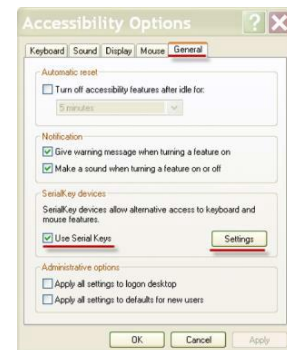 Accessibility Options
Keyboard Sound Display Mouse General
Automatic reset
Turn off accessibility features after idle for:
5 minutes
Notification
Give warning message when turning a feature on
Make a sound when turning a feature on or off
SerialKey devices
SerialKey devices allow alternative access to keyboard and
mouse features.
Use Serial Keys
Settings
Administrative options
Apply all settings to logon desktop
Apply all settings to defaults for new users
OK Cancel Apply